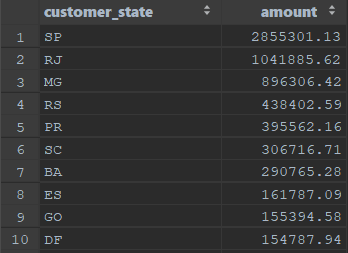 customer_state amount
1 SP 2855301.13
2 RJ 1041885.62
3 MG 896306.42
4 RS 438402.59
5 PR 395562.16
6 SC 306716.71
7 BA 290765.28
8 ES 161787.09
9 GO 155394.58
10 DF 154787.94